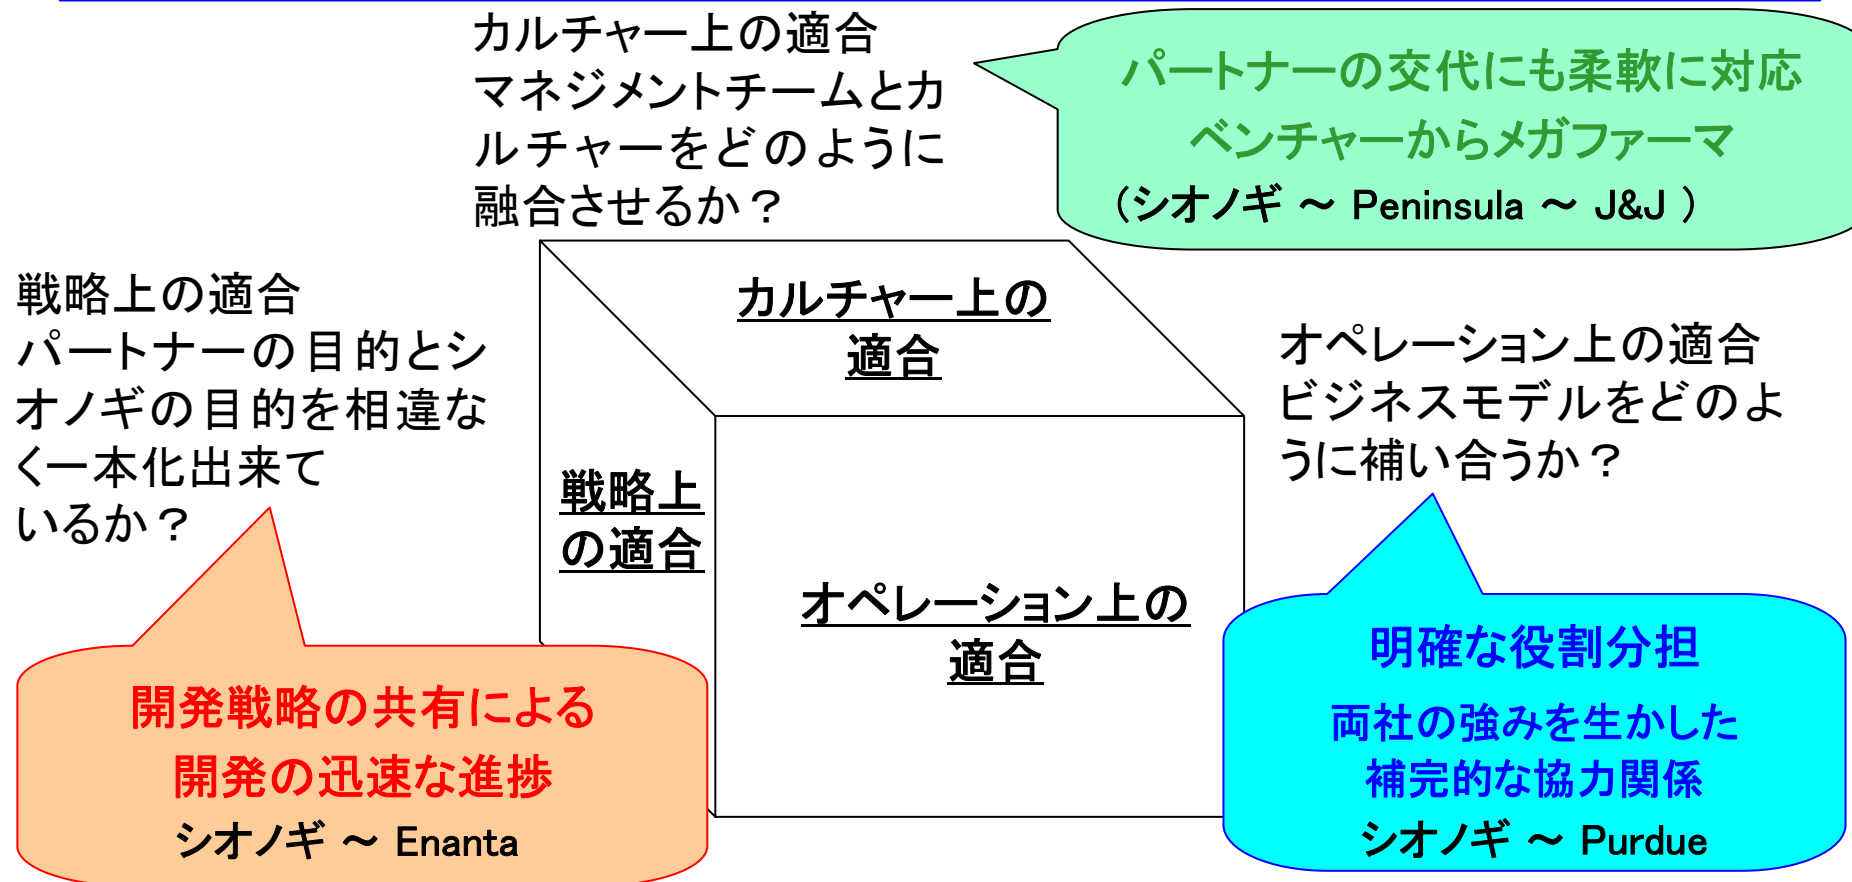 カルチャー上の適合
マネジメントチームとカ
ルチャーをどのように
融合させるか？
パートナーの交代にも柔軟に対応
ベンチャーからメガファーマ
（シオノギ ～ Peninsula ～ J&J ）
戦略上の適合
パートナーの目的とシ
オノギの目的を相違な
く一本化出来て
いるか？
カルチャー上の
適合
オペレーション上の適合
ビジネスモデルをどのよ
うに補い合うか？
戦略上
の適合
オペレーション上の
適合
開発戦略の共有による
開発の迅速な進捗
シオノギ ～ Enanta
明確な役割分担
両社の強みを生かした
補完的な協力関係
シオノギ ～ Purdue